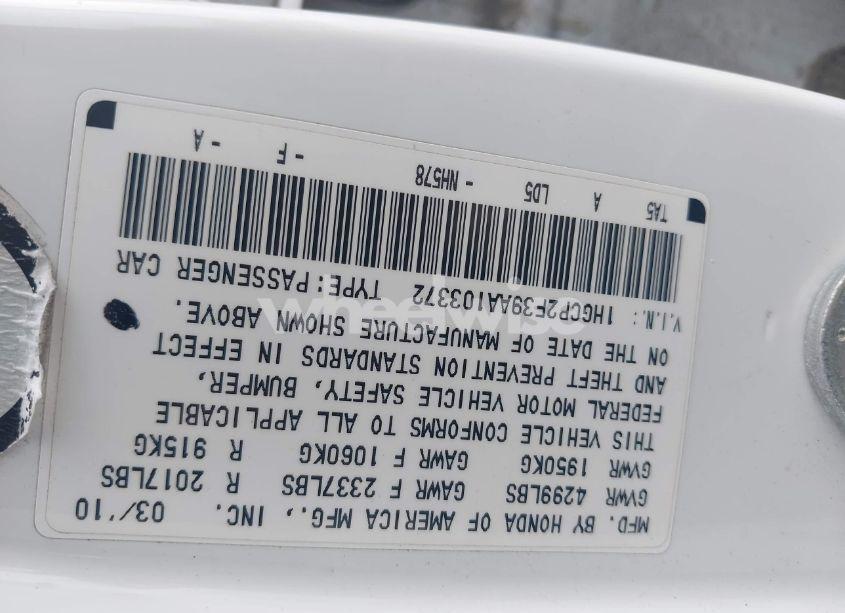 MFD. BY HONDA OF AMERICA MFG., INC. 03/'10
GVWR 4299LBS GAWR F 2337LBS R 2017LBS
GVWR 1950KG GAWR F 1060KG R 915KG
THIS VEHICLE CONFORMS TO ALL APPLICABLE
FEDERAL MOTOR VEHICLE SAFETY, BUMPER,
AND THEFT PREVENTION STANDARDS IN EFFECT
ON THE DATE OF MANUFACTURE SHOWN ABOVE.
V.I.N.: 1HGCP2F39AA103372 TYPE: PASSENGER CAR
TA5 A LD5 - NH578 - F - A
wheelwise